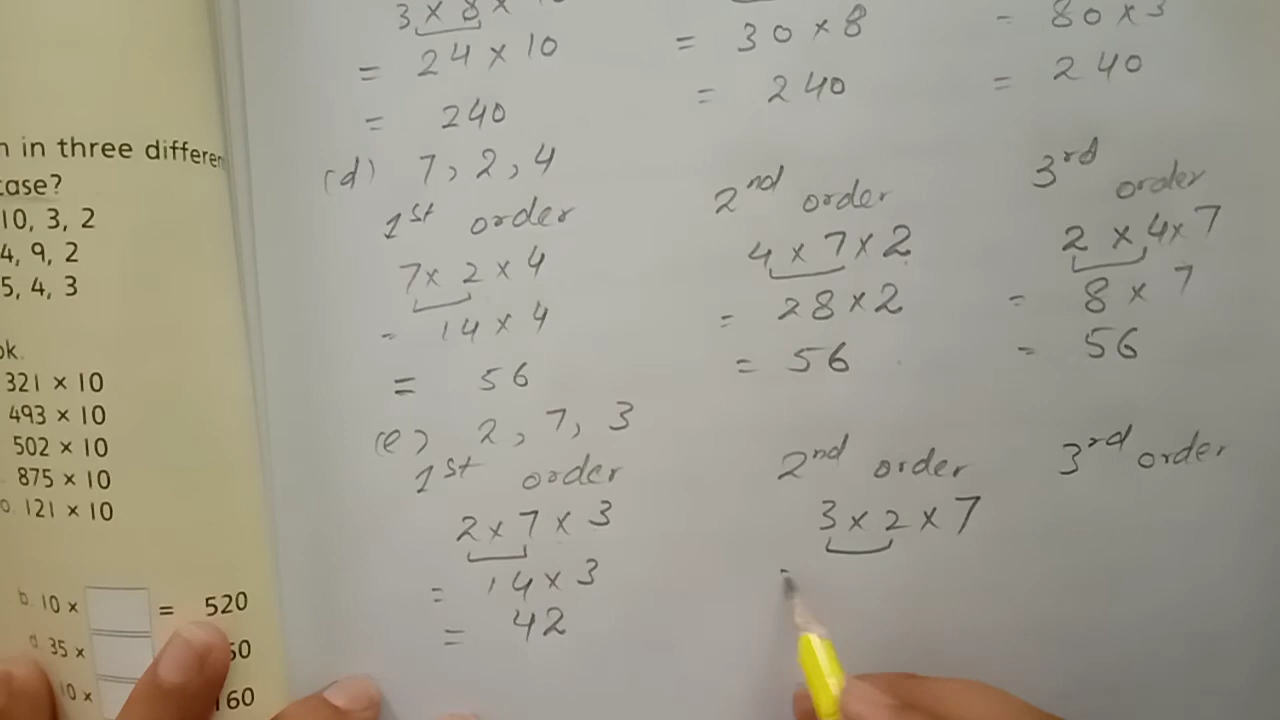 n in three differen
case?
10, 3, 2
4, 9, 2
5, 4, 3
ok.
321 × 10
493 × 10
502 × 10
875 × 10
121 × 10
b. 10 × = 520
d. 35 ×
10 × 160
3 × 8 ×
= 24 × 10
= 240
= 30 × 8
= 240
= 80 × 3
= 240
(d) 7, 2, 4
1st order
7 × 2 × 4
= 14 × 4
= 56
2nd order
4 × 7 × 2
= 28 × 2
= 56
3rd order
2 × 4 × 7
= 8 × 7
= 56
(e) 2, 7, 3
1st order
2 × 7 × 3
= 14 × 3
= 42
2nd order
3 × 2 × 7
=
3rd order